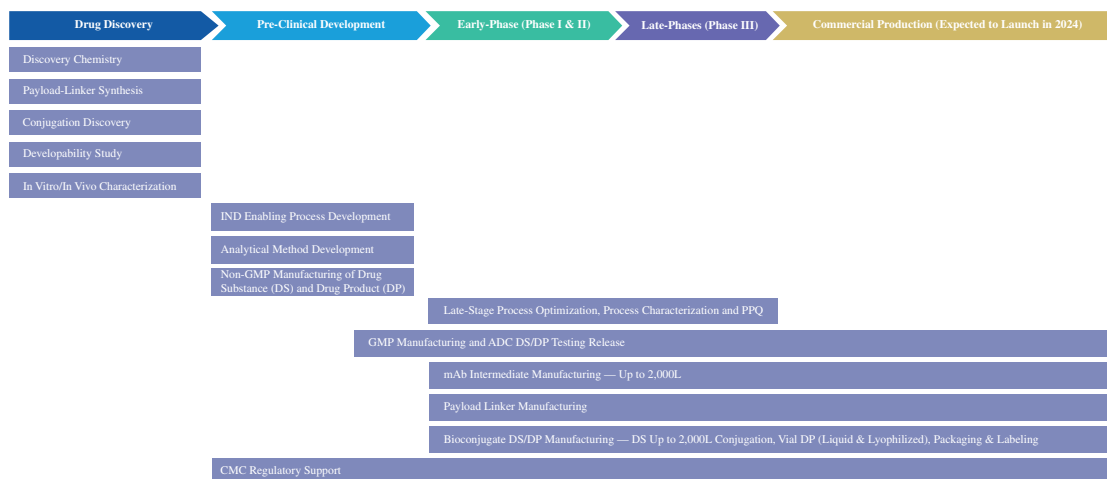 Drug Discovery
Pre-Clinical Development
Early-Phase (Phase I & II)
Late-Phases (Phase III)
Commercial Production (Expected to Launch in 2024)
Discovery Chemistry
Payload-Linker Synthesis
Conjugation Discovery
Developability Study
In Vitro/In Vivo Characterization
IND Enabling Process Development
Analytical Method Development
Non-GMP Manufacturing of Drug
Substance (DS) and Drug Product (DP)
Late-Stage Process Optimization, Process Characterization and PPQ
GMP Manufacturing and ADC DS/DP Testing Release
mAb Intermediate Manufacturing — Up to 2,000L
Payload Linker Manufacturing
Bioconjugate DS/DP Manufacturing — DS Up to 2,000L Conjugation, Vial DP (Liquid & Lyophilized), Packaging & Labeling
CMC Regulatory Support